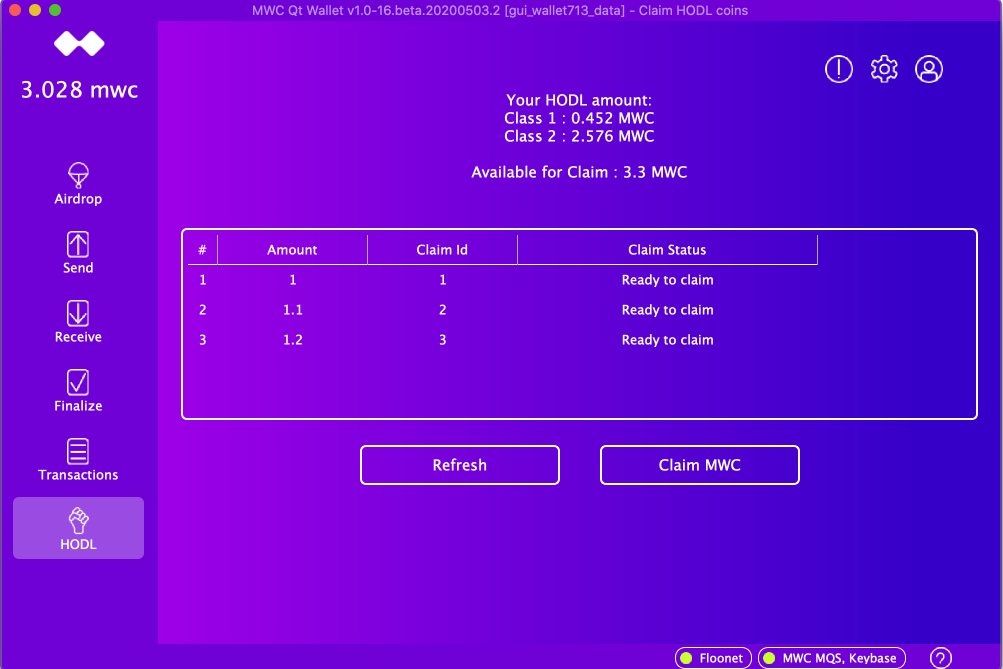 MWC Qt Wallet v1.0-16.beta.20200503.2 [gui_wallet713_data] - Claim HODL coins
3.028 mwc
Airdrop
Send
Receive
Finalize
Transactions
HODL
Your HODL amount:
Class 1 : 0.452 MWC
Class 2 : 2.576 MWC
Available for Claim : 3.3 MWC
# Amount Claim Id Claim Status
1 1 1 Ready to claim
2 1.1 2 Ready to claim
3 1.2 3 Ready to claim
Refresh Claim MWC
Floonet MWC MQS, Keybase ?